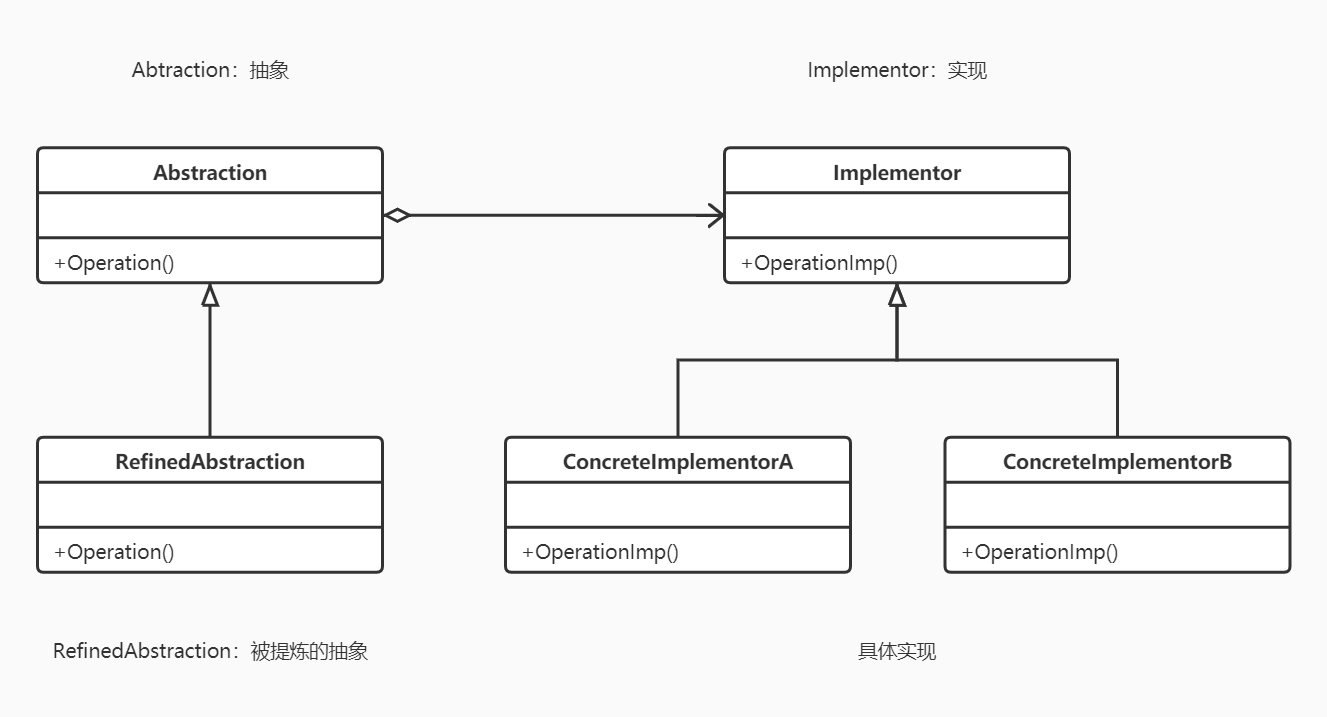 Abtraction：抽象
Implementor：实现
Abstraction
Implementor
+Operation()
+OperationImp()
RefinedAbstraction
ConcreteImplementorA
ConcreteImplementorB
+Operation()
+OperationImp()
+OperationImp()
RefinedAbstraction：被提炼的抽象
具体实现